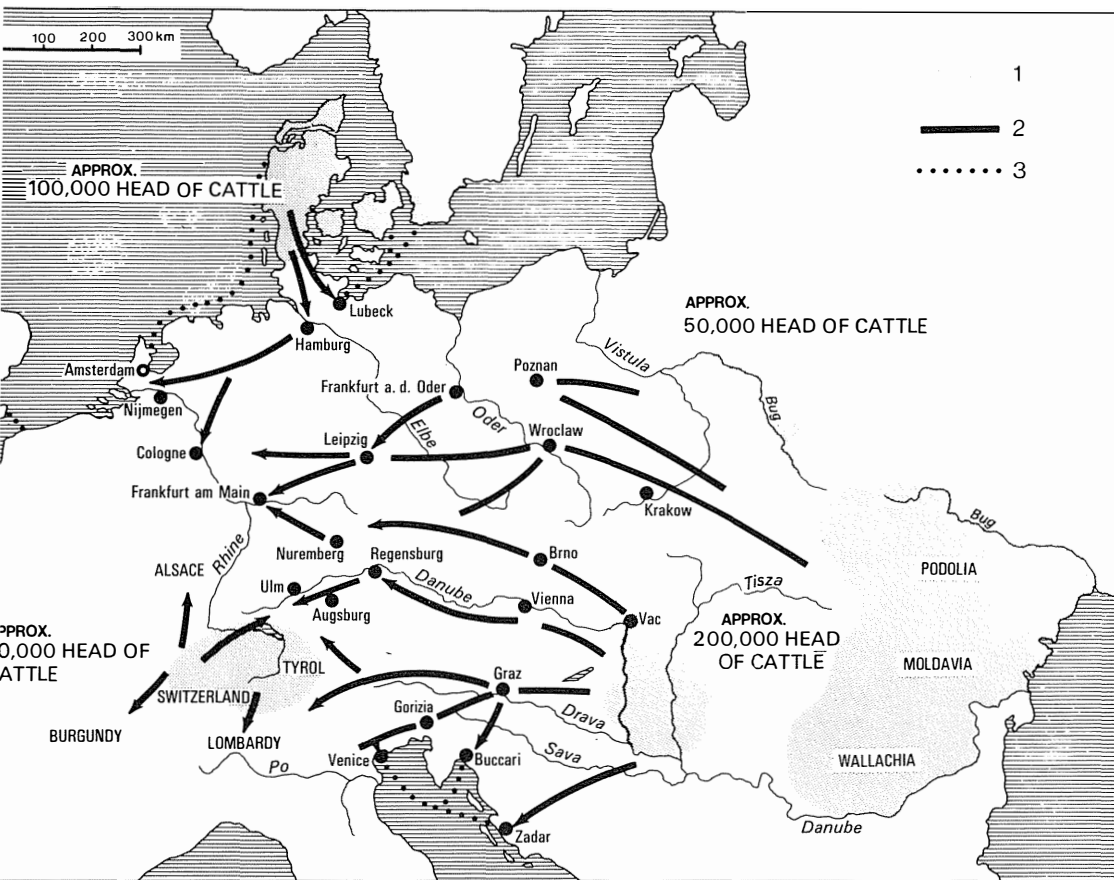 100 200 300 km
1
2
3
APPROX.
100,000 HEAD OF CATTLE
Lubeck
Hamburg
APPROX.
50,000 HEAD OF CATTLE
Vistula
Bug
Amsterdam
Nijmegen
Poznan
Frankfurt a. d. Oder
Oder
Elbe
Wroclaw
Leipzig
Cologne
Frankfurt am Main
Krakow
Bug
Nuremberg
Regensburg
Brno
PODOLIA
ALSACE
Rhine
Ulm
Augsburg
Danube
Vienna
Tisza
Vac
APPROX.
200,000 HEAD
OF CATTLE
PPROX.
0,000 HEAD OF
ATTLE
TYROL
SWITZERLAND
Graz
MOLDAVIA
Gorizia
Drava
BURGUNDY
LOMBARDY
Venice
Buccari
Sava
WALLACHIA
Po
Zadar
Danube